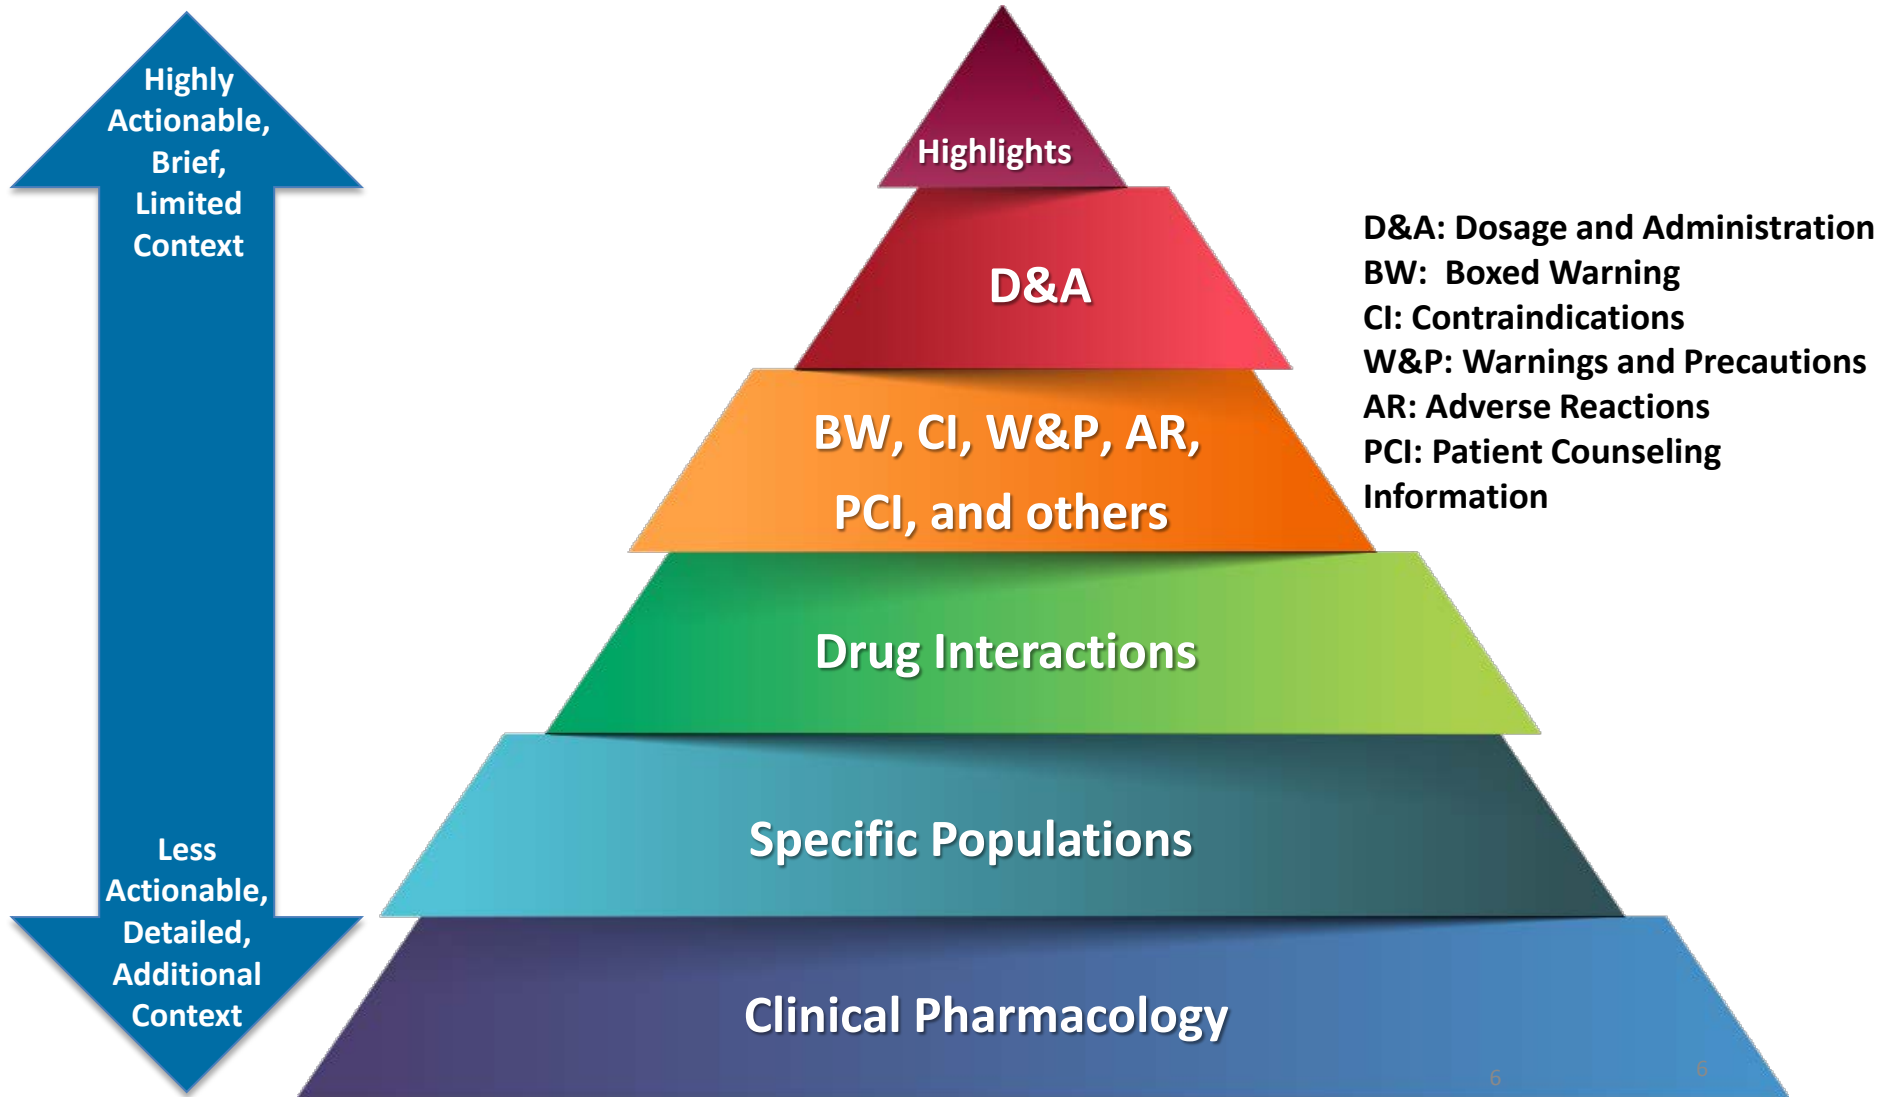 Highly
Actionable,
Brief,
Limited
Context
Less
Actionable,
Detailed,
Additional
Context
Highlights
D&A
BW, CI, W&P, AR,
PCI, and others
Drug Interactions
Specific Populations
Clinical Pharmacology
D&A: Dosage and Administration
BW:  Boxed Warning
CI: Contraindications
W&P: Warnings and Precautions
AR: Adverse Reactions
PCI: Patient Counseling
Information
6
6